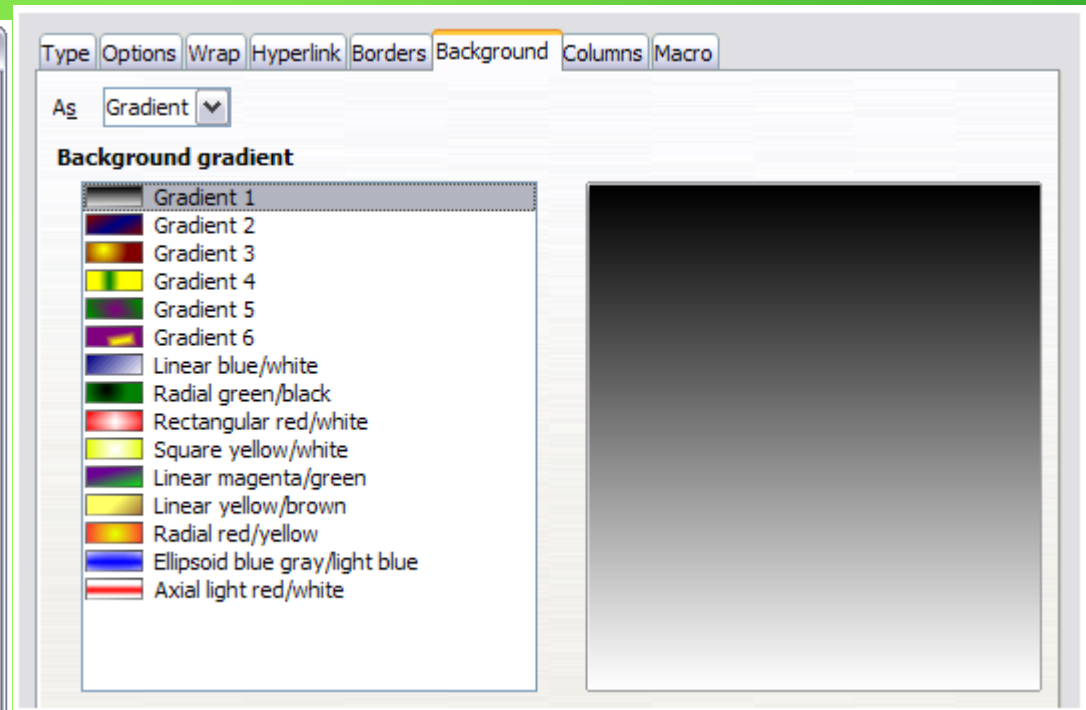 Type Options Wrap Hyperlink Borders Background Columns Macro
As Gradient
Background gradient
Gradient 1
Gradient 2
Gradient 3
Gradient 4
Gradient 5
Gradient 6
Linear blue/white
Radial green/black
Rectangular red/white
Square yellow/white
Linear magenta/green
Linear yellow/brown
Radial red/yellow
Ellipsoid blue gray/light blue
Axial light red/white